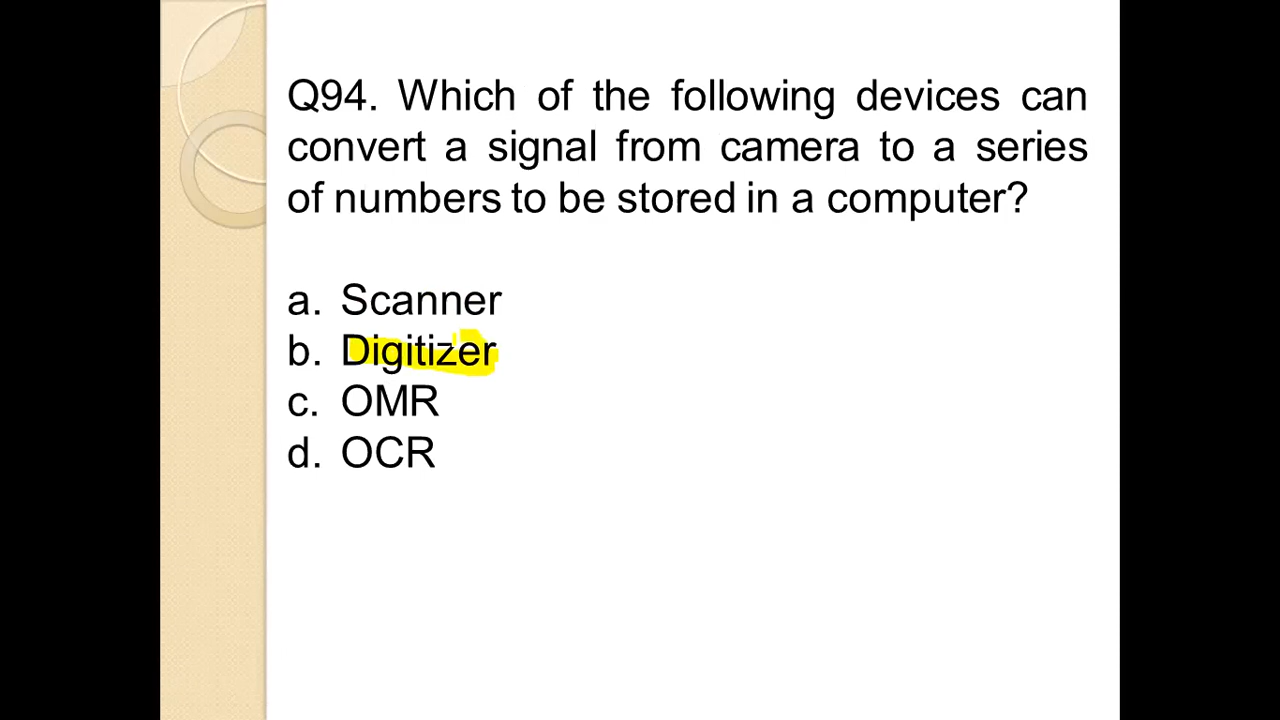 Q94. Which of the following devices can
convert a signal from camera to a series
of numbers to be stored in a computer?
a. Scanner
b. Digitizer
c. OMR
d. OCR